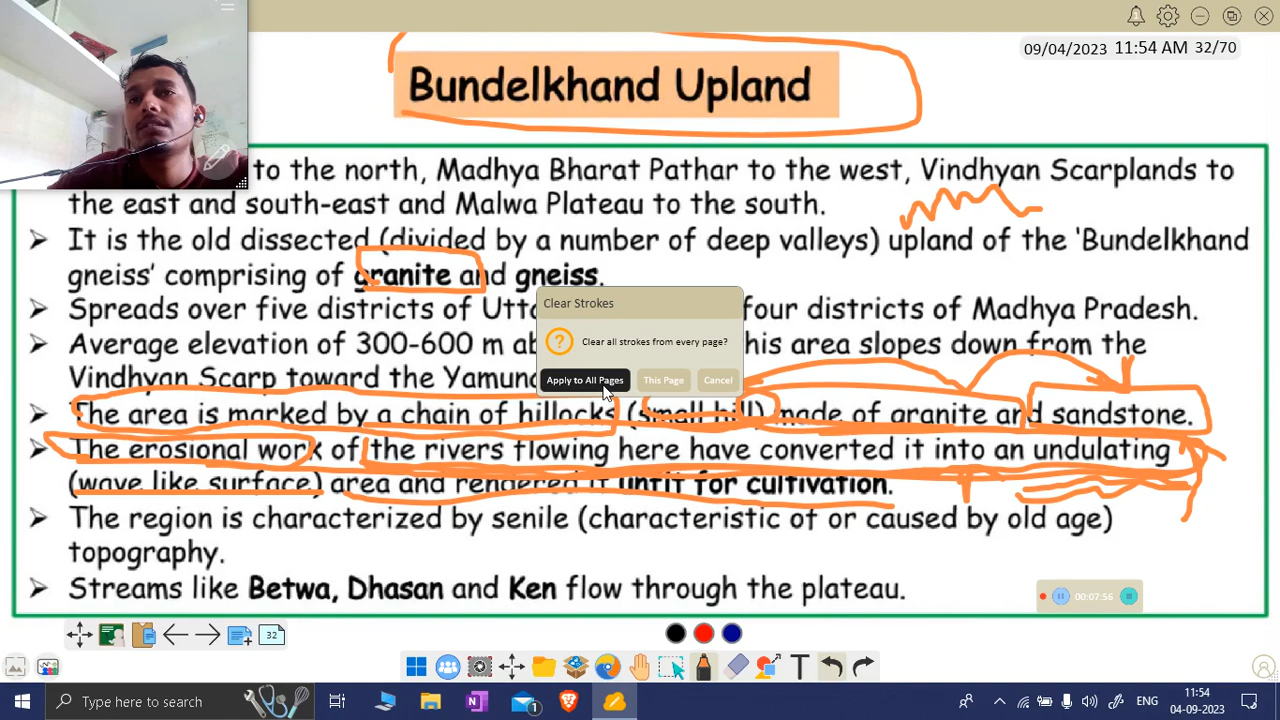 09/04/2023 11:54 AM 32/70
Bundelkhand Upland
to the north, Madhya Bharat Pathar to the west, Vindhyan Scarplands to
the east and south-east and Malwa Plateau to the south.
➤ It is the old dissected (divided by a number of deep valleys) upland of the 'Bundelkhand
gneiss' comprising of granite and gneiss.
➤ Spreads over five districts of four districts of Madhya Pradesh.
➤ Average elevation of 300-600 m area slopes down from the
Vindhyan Scarp toward the
Clear Strokes
Clear all strokes from every page?
Apply to All Pages This Page Cancel
➤ The area is marked by a chain of hillocks (small hill) made of granite and sandstone.
➤ The erosional work of the rivers flowing here have converted it into an undulating
(wave like surface) area and rendered it unfit for cultivation.
➤ The region is characterized by senile (characteristic of or caused by old age)
topography.
➤ Streams like Betwa, Dhasan and Ken flow through the plateau.
00:07:56
32
T
Type here to search
1
ENG
11:54
04-09-2023